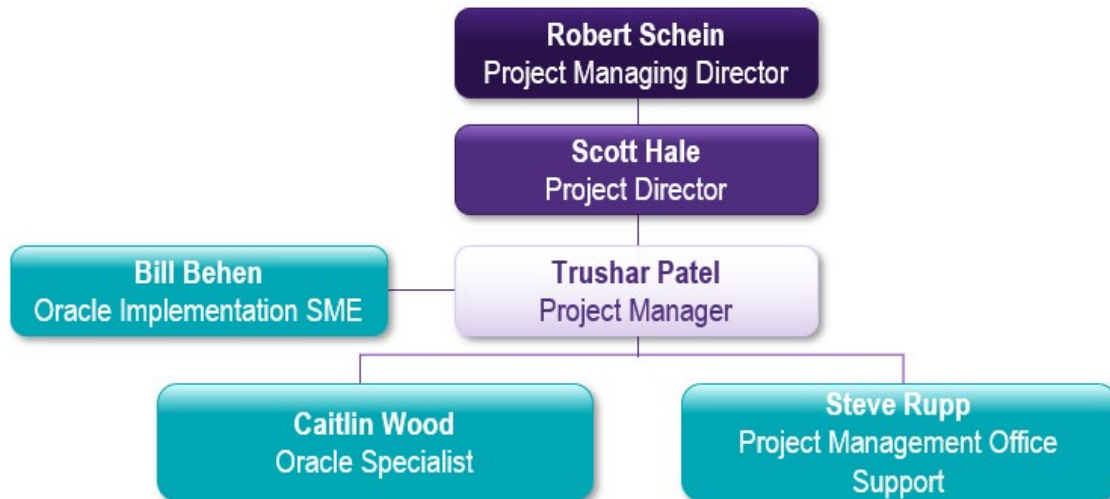 Robert Schein
Project Managing Director
Scott Hale
Project Director
Bill Behen
Oracle Implementation SME
Trushar Patel
Project Manager
Caitlin Wood
Oracle Specialist
Steve Rupp
Project Management Office
Support